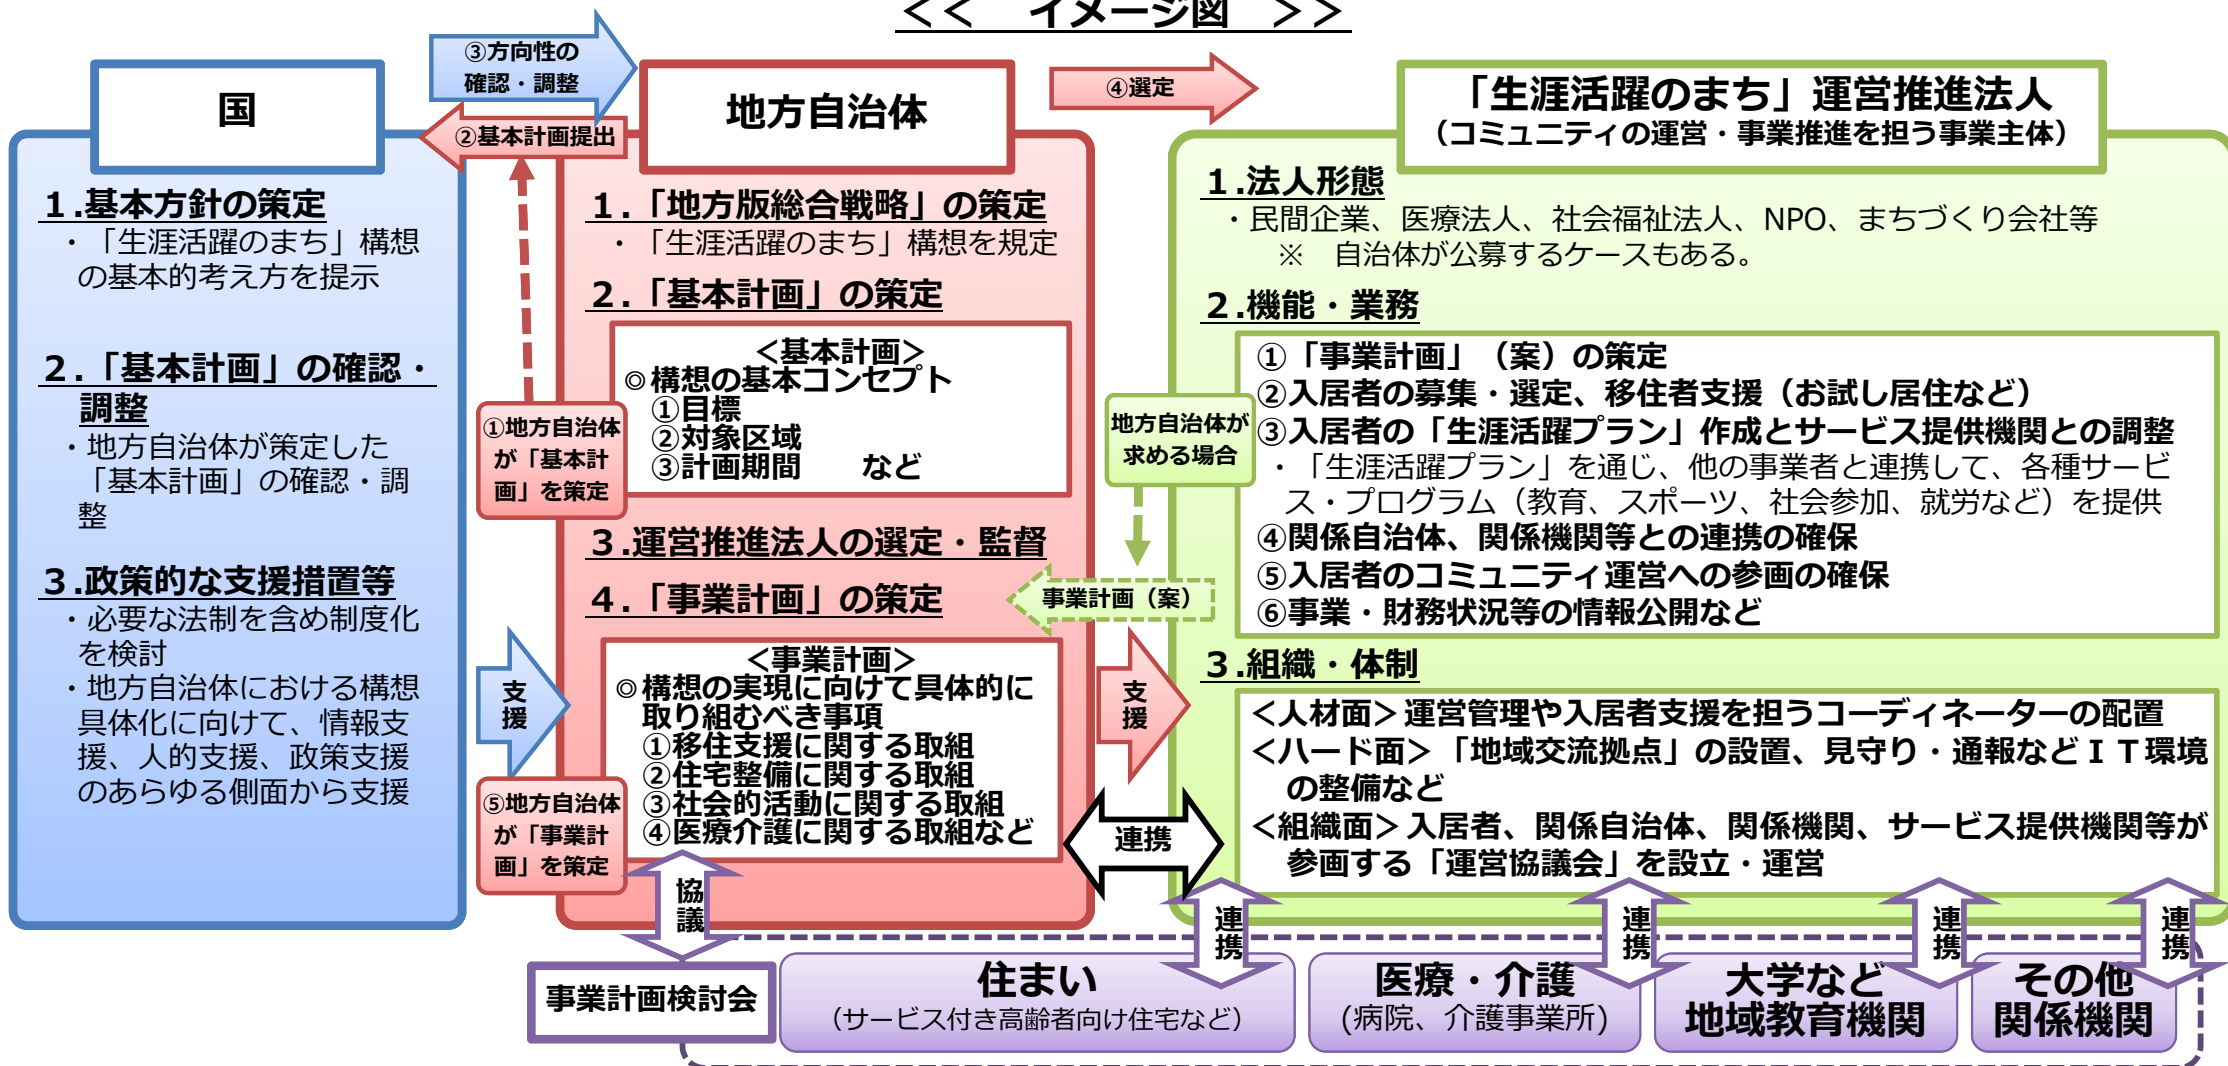 <<　イメージ図　>>
国
③方向性の
確認・調整
②基本計画提出
１.基本方針の策定
・「生涯活躍のまち」構想
の基本的考え方を提示
２．「基本計画」の確認・
調整
・地方自治体が策定した
「基本計画」の確認・調
整
３.政策的な支援措置等
・必要な法制を含め制度化
を検討
・地方自治体における構想
具体化に向けて、情報支
援、人的支援、政策支援
のあらゆる側面から支援
①地方自治体
が「基本計
画」を策定
支
援
⑤地方自治体
が「事業計
画」を策定
地方自治体
１．「地方版総合戦略」の策定
・「生涯活躍のまち」構想を規定
２．「基本計画」の策定
＜基本計画＞
◎構想の基本コンセプト
①目標
②対象区域
③計画期間　　など
３.運営推進法人の選定・監督
４．「事業計画」の策定
＜事業計画＞
◎構想の実現に向けて具体的に
取り組むべき事項
①移住支援に関する取組
②住宅整備に関する取組
③社会的活動に関する取組
④医療介護に関する取組など
④選定
地方自治体が
求める場合
事業計画（案）
支
援
連携
「生涯活躍のまち」運営推進法人
（コミュニティの運営・事業推進を担う事業主体）
１.法人形態
・民間企業、医療法人、社会福祉法人、NPO、まちづくり会社等
※　自治体が公募するケースもある。
２.機能・業務
①「事業計画」（案）の策定
②入居者の募集・選定、移住者支援（お試し居住など）
③入居者の「生涯活躍プラン」作成とサービス提供機関との調整
・「生涯活躍プラン」を通じ、他の事業者と連携して、各種サービ
ス・プログラム（教育、スポーツ、社会参加、就労など）を提供
④関係自治体、関係機関等との連携の確保
⑤入居者のコミュニティ運営への参画の確保
⑥事業・財務状況等の情報公開など
３.組織・体制
＜人材面＞運営管理や入居者支援を担うコーディネーターの配置
＜ハード面＞「地域交流拠点」の設置、見守り・通報などＩＴ環境
の整備など
＜組織面＞入居者、関係自治体、関係機関、サービス提供機関等が
参画する「運営協議会」を設立・運営
協
議
連
携
連
携
連
携
連
携
事業計画検討会
住まい
（サービス付き高齢者向け住宅など）
医療・介護
(病院、介護事業所)
大学など
地域教育機関
その他
関係機関